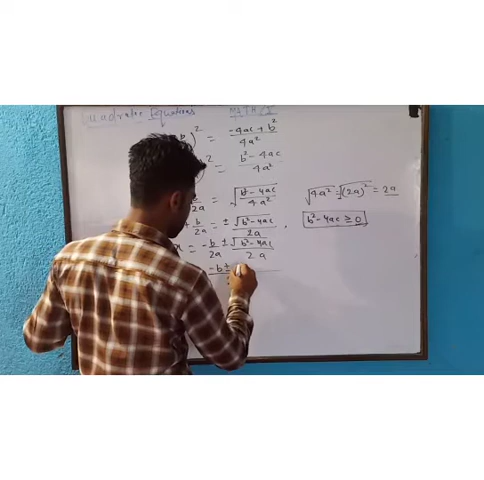 Quadratic Equations
)² = -4ac + b² / 4a²
² = b² - 4ac / 4a²
/ 2a = √(b² - 4ac / 4a²) √4a² = √(2a)² = 2a
+ b/2a = ± √(b² - 4ac) / 2a , b² - 4ac ≥ 0
x = -b/2a ± √(b² - 4ac) / 2a
-b ±